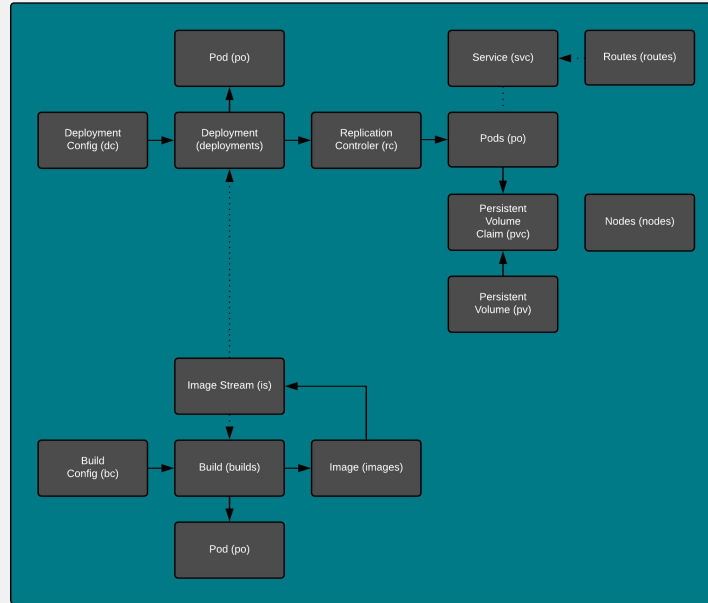 Pod (po)
Service (svc)
Routes (routes)
Deployment
Config (dc)
Deployment
(deployments)
Replication
Controler (rc)
Pods (po)
Persistent
Volume
Claim (pvc)
Nodes (nodes)
Persistent
Volume (pv)
Image Stream (is)
Build
Config (bc)
Build (builds)
Image (images)
Pod (po)